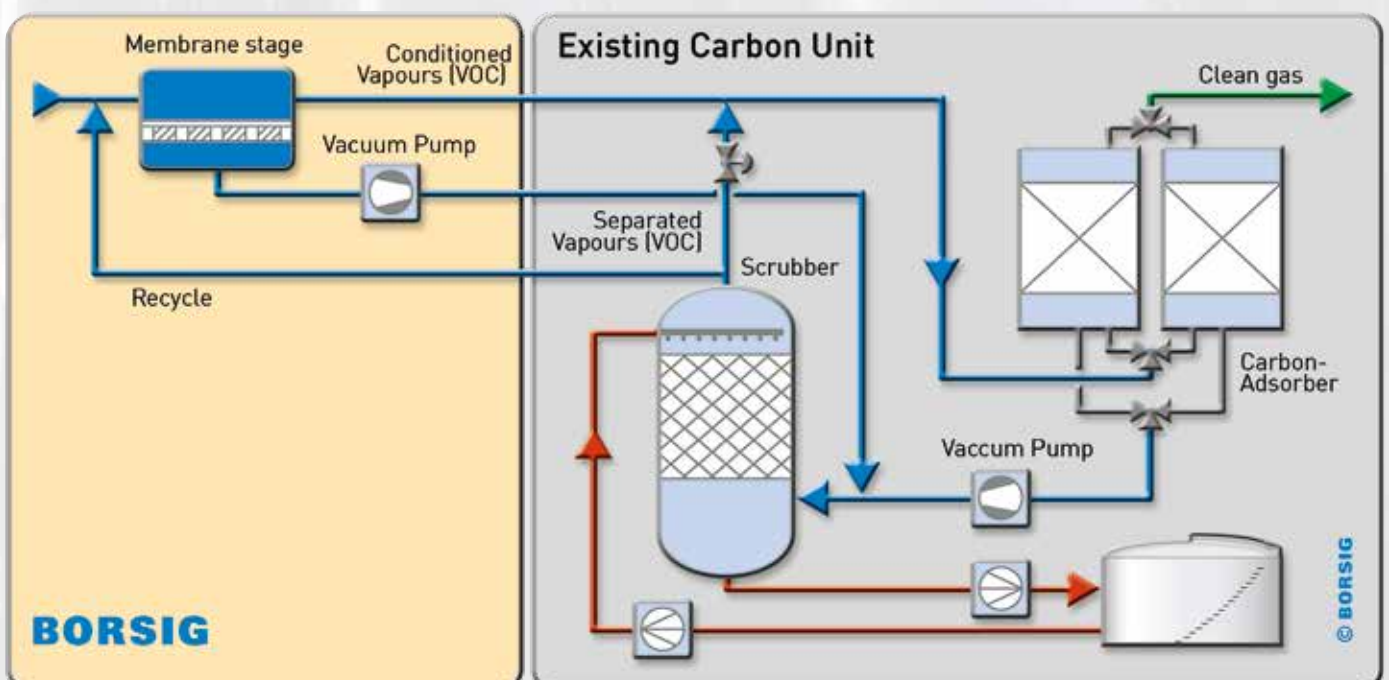 Membrane stage
Conditioned
Vapours (VOC)
Existing Carbon Unit
Clean gas
Vacuum Pump
Separated
Vapours (VOC)
Scrubber
Recycle
Carbon-
Adsorber
Vaccum Pump
BORSIG
© BORSIG